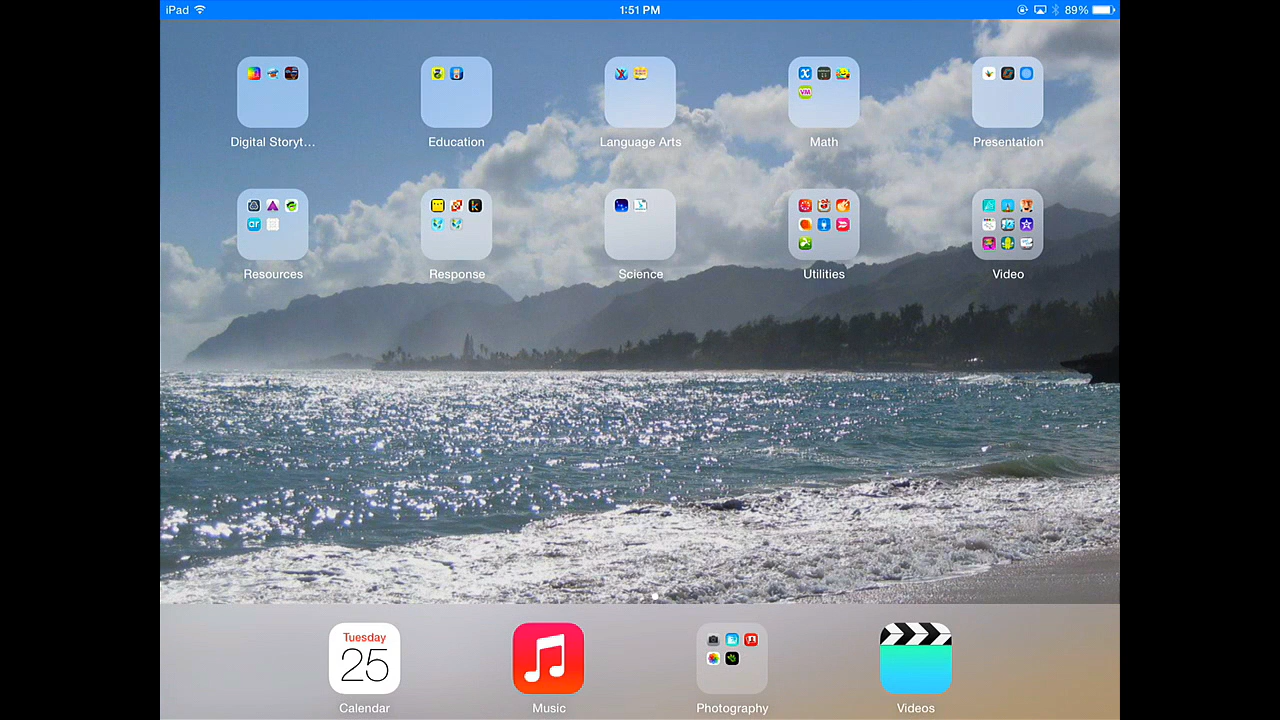 iPad 1:51 PM 89%
Digital Storyt... Education Language Arts Math Presentation
VM
Resources Response Science Utilities Video
Tuesday
25
Calendar Music Photography Videos